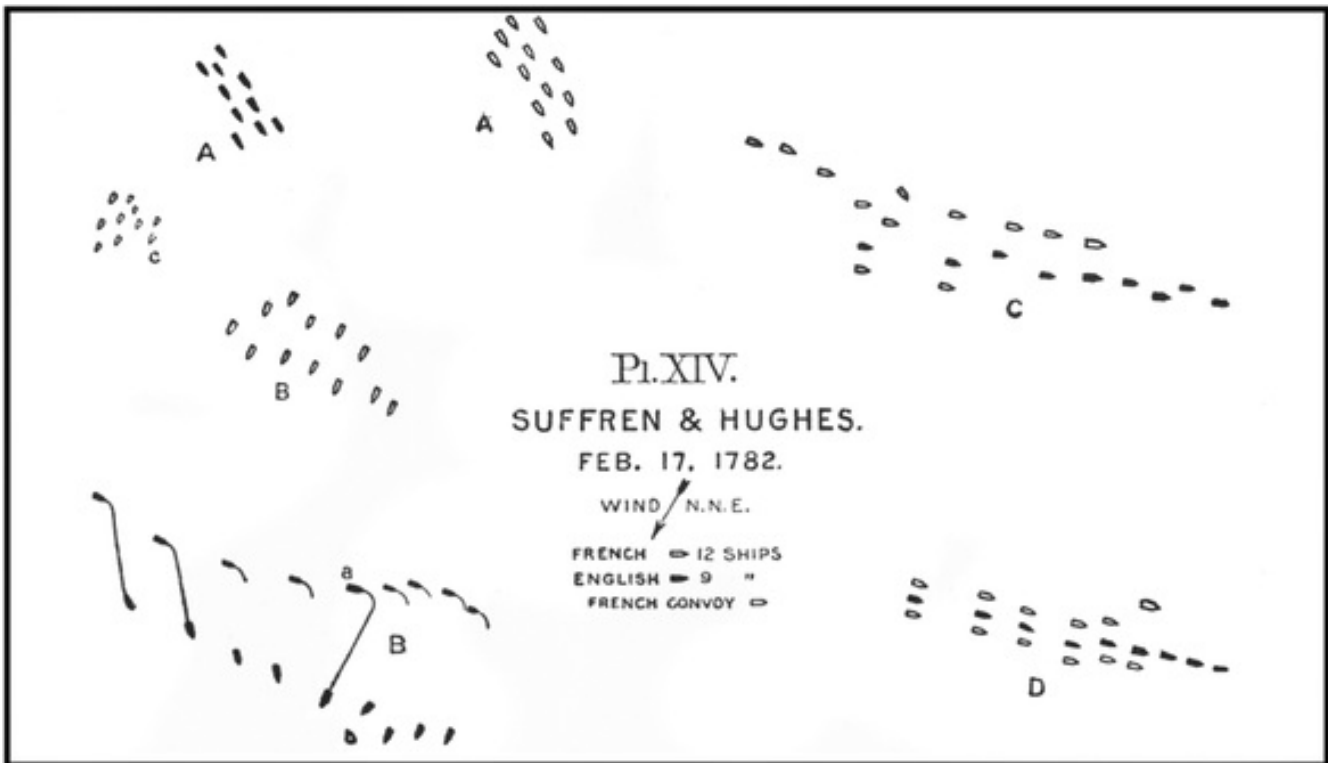 A
A
c
B
C
Pl.XIV.
SUFFREN & HUGHES.
FEB. 17, 1782.
WIND N.N.E.
FRENCH 12 SHIPS
ENGLISH 9 "
FRENCH CONVOY
a
B
D